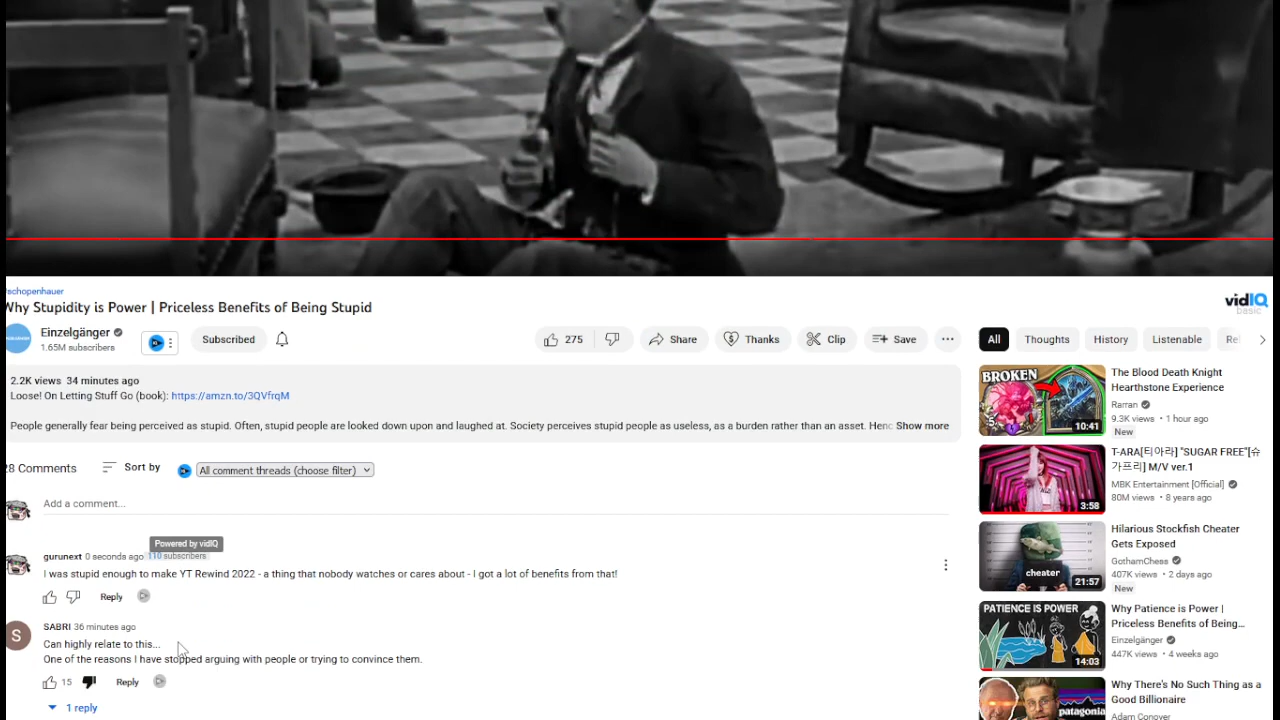 #schopenhauer
Why Stupidity is Power | Priceless Benefits of Being Stupid
Einzelgänger
1.65M subscribers
Subscribed
275
Share
Thanks
Clip
Save
2.2K views 34 minutes ago
Loose! On Letting Stuff Go (book): https://amzn.to/3QVfrqM
People generally fear being perceived as stupid. Often, stupid people are looked down upon and laughed at. Society perceives stupid people as useless, as a burden rather than an asset. Henc Show more
28 Comments
Sort by
All comment threads (choose filter)
Add a comment...
Powered by vidIQ
gurunext 0 seconds ago 110 subscribers
I was stupid enough to make YT Rewind 2022 - a thing that nobody watches or cares about - I got a lot of benefits from that!
Reply
S
SABRI 36 minutes ago
Can highly relate to this...
One of the reasons I have stopped arguing with people or trying to convince them.
15
Reply
1 reply
vidIQ
basic
All
Thoughts
History
Listenable
Rel
BROKEN
10:41
The Blood Death Knight
Hearthstone Experience
Rarran
9.3K views • 1 hour ago
New
3:58
T-ARA[티아라] "SUGAR FREE"[슈
가프리] M/V ver.1
MBK Entertainment [Official]
80M views • 8 years ago
cheater
21:57
Hilarious Stockfish Cheater
Gets Exposed
GothamChess
407K views • 2 days ago
New
PATIENCE IS POWER
14:03
Why Patience is Power |
Priceless Benefits of Being...
Einzelgänger
447K views • 4 weeks ago
patagonia
Why There's No Such Thing as a
Good Billionaire
Adam Conover